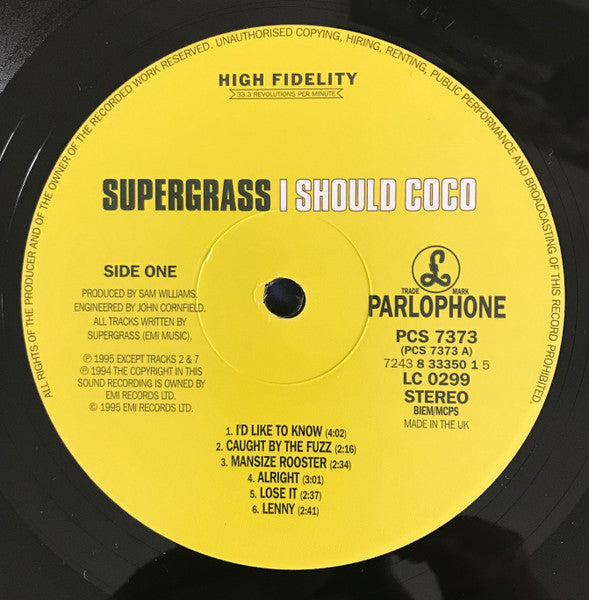 ALL RIGHTS OF THE PRODUCER AND OF THE OWNER OF THE RECORDED WORK RESERVED. UNAUTHORISED COPYING, HIRING, RENTING, PUBLIC PERFORMANCE AND BROADCASTING OF THIS RECORD PROHIBITED.
HIGH FIDELITY
33.3 REVOLUTIONS PER MINUTE
SUPERGRASS I SHOULD COCO
SIDE ONE
PRODUCED BY SAM WILLIAMS.
ENGINEERED BY JOHN CORNFIELD.
ALL TRACKS WRITTEN BY
SUPERGRASS (EMI MUSIC).
℗ 1995 EXCEPT TRACKS 2 & 7
℗ 1994 THE COPYRIGHT IN THIS
SOUND RECORDING IS OWNED BY
EMI RECORDS LTD.
© 1995 EMI RECORDS LTD.
£
TRADE MARK
PARLOPHONE
PCS 7373
(PCS 7373 A)
7243 8 33350 1 5
LC 0299
STEREO
BIEM/MCPS
MADE IN THE UK
1. I'D LIKE TO KNOW (4:02)
2. CAUGHT BY THE FUZZ (2:16)
3. MANSIZE ROOSTER (2:34)
4. ALRIGHT (3:01)
5. LOSE IT (2:37)
6. LENNY (2:41)